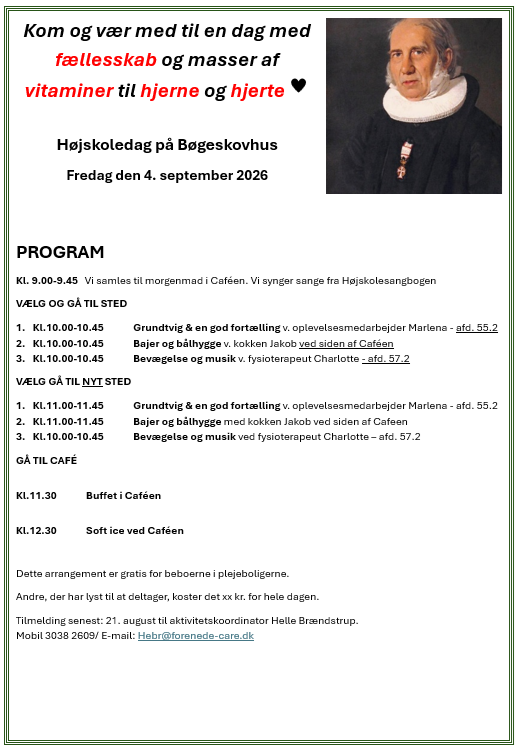 Kom og vær med til en dag med
fællesskab og masser af
vitaminer til hjerne og hjerte ♥
Højskoledag på Bøgeskovhus
Fredag den 4. september 2026
PROGRAM
Kl. 9.00-9.45 Vi samles til morgenmad i Caféen. Vi synger sange fra Højskolesangbogen
VÆLG OG GÅ TIL STED
1. Kl.10.00-10.45 Grundtvig & en god fortælling v. oplevelsesmedarbejder Marlena - afd. 55.2
2. Kl.10.00-10.45 Bajer og bålhygge v. kokken Jakob ved siden af Caféen
3. Kl.10.00-10.45 Bevægelse og musik v. fysioterapeut Charlotte - afd. 57.2
VÆLG GÅ TIL NYT STED
1. Kl.11.00-11.45 Grundtvig & en god fortælling v. oplevelsesmedarbejder Marlena - afd. 55.2
2. Kl.11.00-11.45 Bajer og bålhygge med kokken Jakob ved siden af Cafeen
3. Kl.10.00-10.45 Bevægelse og musik ved fysioterapeut Charlotte – afd. 57.2
GÅ TIL CAFÉ
Kl.11.30 Buffet i Caféen
Kl.12.30 Soft ice ved Caféen
Dette arrangement er gratis for beboerne i plejeboligerne.
Andre, der har lyst til at deltager, koster det xx kr. for hele dagen.
Tilmelding senest: 21. august til aktivitetskoordinator Helle Brændstrup.
Mobil 3038 2609/ E-mail: Hebr@forenede-care.dk